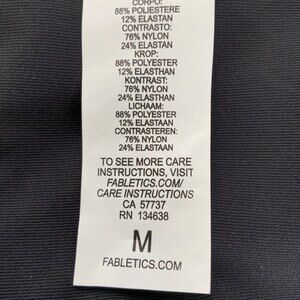 CORPO:
88% POLIESTERE
12% ELASTAN
CONTRASTO:
76% NYLON
24% ELASTAN
KROP:
88% POLYESTER
12% ELASTHAN
KONTRAST:
76% NYLON
24% ELASTHAN
LICHAAM:
88% POLYESTER
12% ELASTAAN
CONTRASTEREN:
76% NYLON
24% ELASTAAN
TO SEE MORE CARE
INSTRUCTIONS, VISIT
FABLETICS.COM/
CARE INSTRUCTIONS
CA 57737
RN 134638
M
FABLETICS.COM